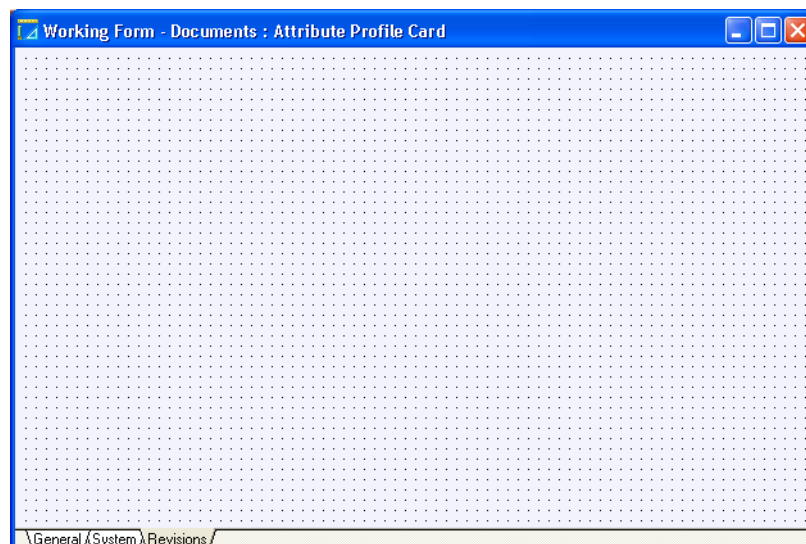 Working Form - Documents : Attribute Profile Card
General System Revisions